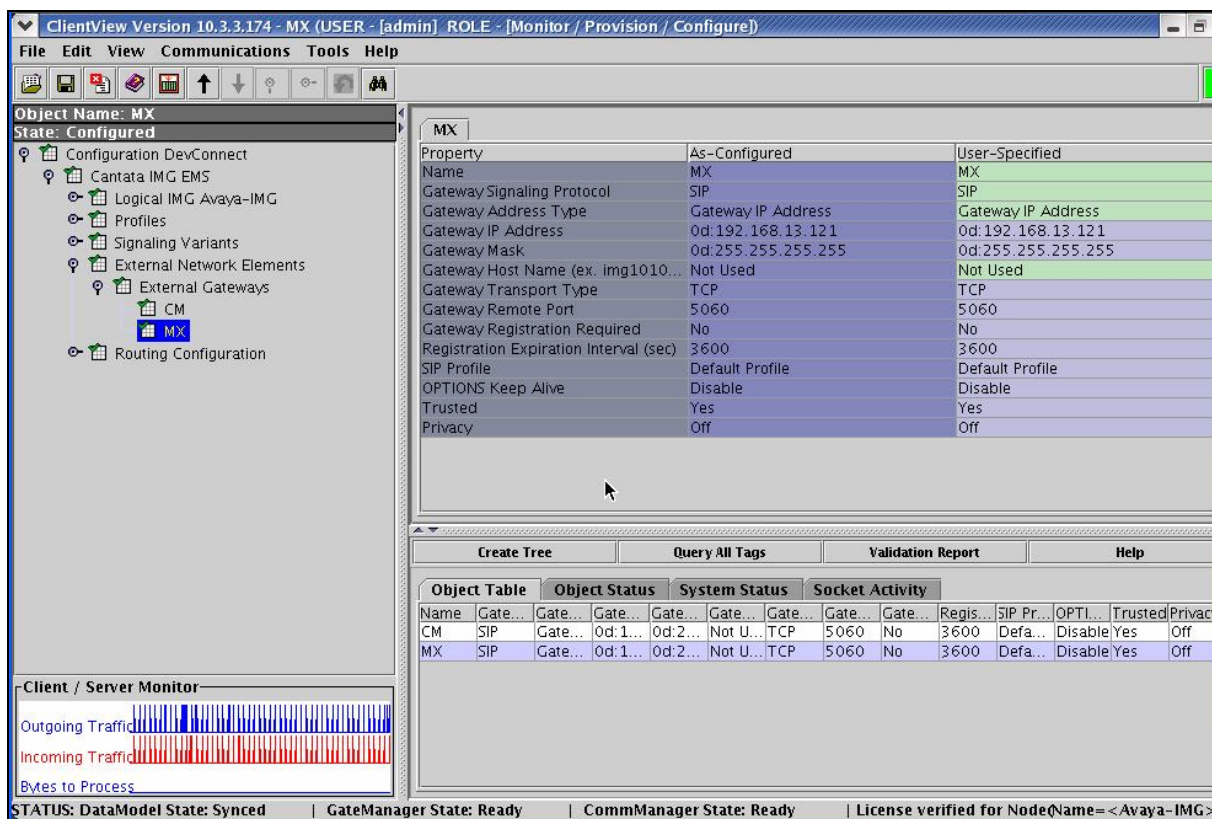 ClientView Version 10.3.3.174 - MX (USER - [admin] ROLE - [Monitor / Provision / Configure])
File Edit View Communications Tools Help
Object Name: MX
State: Configured
Configuration DevConnect
Cantata IMG EMS
Logical IMG Avaya-IMG
Profiles
Signaling Variants
External Network Elements
External Gateways
CM
MX
Routing Configuration
Client / Server Monitor
Outgoing Traffic
Incoming Traffic
Bytes to Process
MX
Property As-Configured User-Specified
Name MX MX
Gateway Signaling Protocol SIP SIP
Gateway Address Type Gateway IP Address Gateway IP Address
Gateway IP Address 0d:192.168.13.121 0d:192.168.13.121
Gateway Mask 0d:255.255.255.255 0d:255.255.255.255
Gateway Host Name (ex. img1010... Not Used Not Used
Gateway Transport Type TCP TCP
Gateway Remote Port 5060 5060
Gateway Registration Required No No
Registration Expiration Interval (sec) 3600 3600
SIP Profile Default Profile Default Profile
OPTIONS Keep Alive Disable Disable
Trusted Yes Yes
Privacy Off Off
Create Tree Query All Tags Validation Report Help
Object Table Object Status System Status Socket Activity
Name Gate... Gate... Gate... Gate... Gate... Gate... Gate... Gate... Regis... SIP Pr... OPTI... Trusted Privac
CM SIP Gate... 0d:1... 0d:2... Not U... TCP 5060 No 3600 Defa... Disable Yes Off
MX SIP Gate... 0d:1... 0d:2... Not U... TCP 5060 No 3600 Defa... Disable Yes Off
STATUS: DataModel State: Synced | GateManager State: Ready | CommManager State: Ready | License verified for Node(Name=<Avaya-IMG>